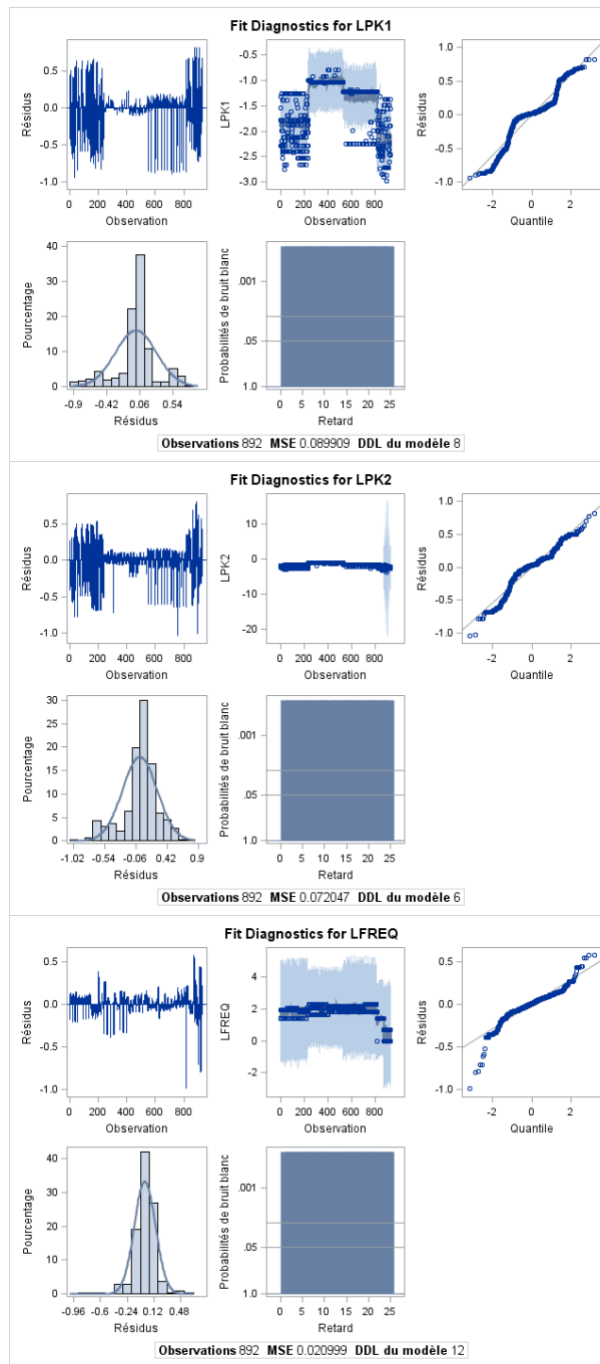 Fit Diagnostics for LPK1
Résidus
0.5
0.0
-0.5
-1.0
0 200 400 600 800
Observation
LPK1
-0.5
-1.0
-1.5
-2.0
-2.5
-3.0
0 200 400 600 800
Observation
Résidus
1.0
0.5
0.0
-0.5
-1.0
-2 0 2
Quantile
Pourcentage
40
30
20
10
0
-0.9 -0.42 0.06 0.54
Résidus
Probabilités de bruit blanc
.001
.05
1.0
0 5 10 15 20 25
Retard
Observations 892 MSE 0.089909 DDL du modèle 8
Fit Diagnostics for LPK2
Résidus
0.5
0.0
-0.5
-1.0
0 200 400 600 800
Observation
LPK2
10
0
-10
-20
0 200 400 600 800
Observation
Résidus
1.0
0.5
0.0
-0.5
-1.0
-2 0 2
Quantile
Pourcentage
30
25
20
15
10
5
0
-1.02 -0.54 -0.06 0.42 0.9
Résidus
Probabilités de bruit blanc
.001
.05
1.0
0 5 10 15 20 25
Retard
Observations 892 MSE 0.072047 DDL du modèle 6
Fit Diagnostics for LFREQ
Résidus
0.5
0.0
-0.5
-1.0
0 200 400 600 800
Observation
LFREQ
4
2
0
-2
0 200 400 600 800
Observation
Résidus
0.5
0.0
-0.5
-1.0
-2 0 2
Quantile
Pourcentage
40
30
20
10
0
-0.96 -0.6 -0.24 0.12 0.48
Résidus
Probabilités de bruit blanc
.001
.05
1.0
0 5 10 15 20 25
Retard
Observations 892 MSE 0.020999 DDL du modèle 12